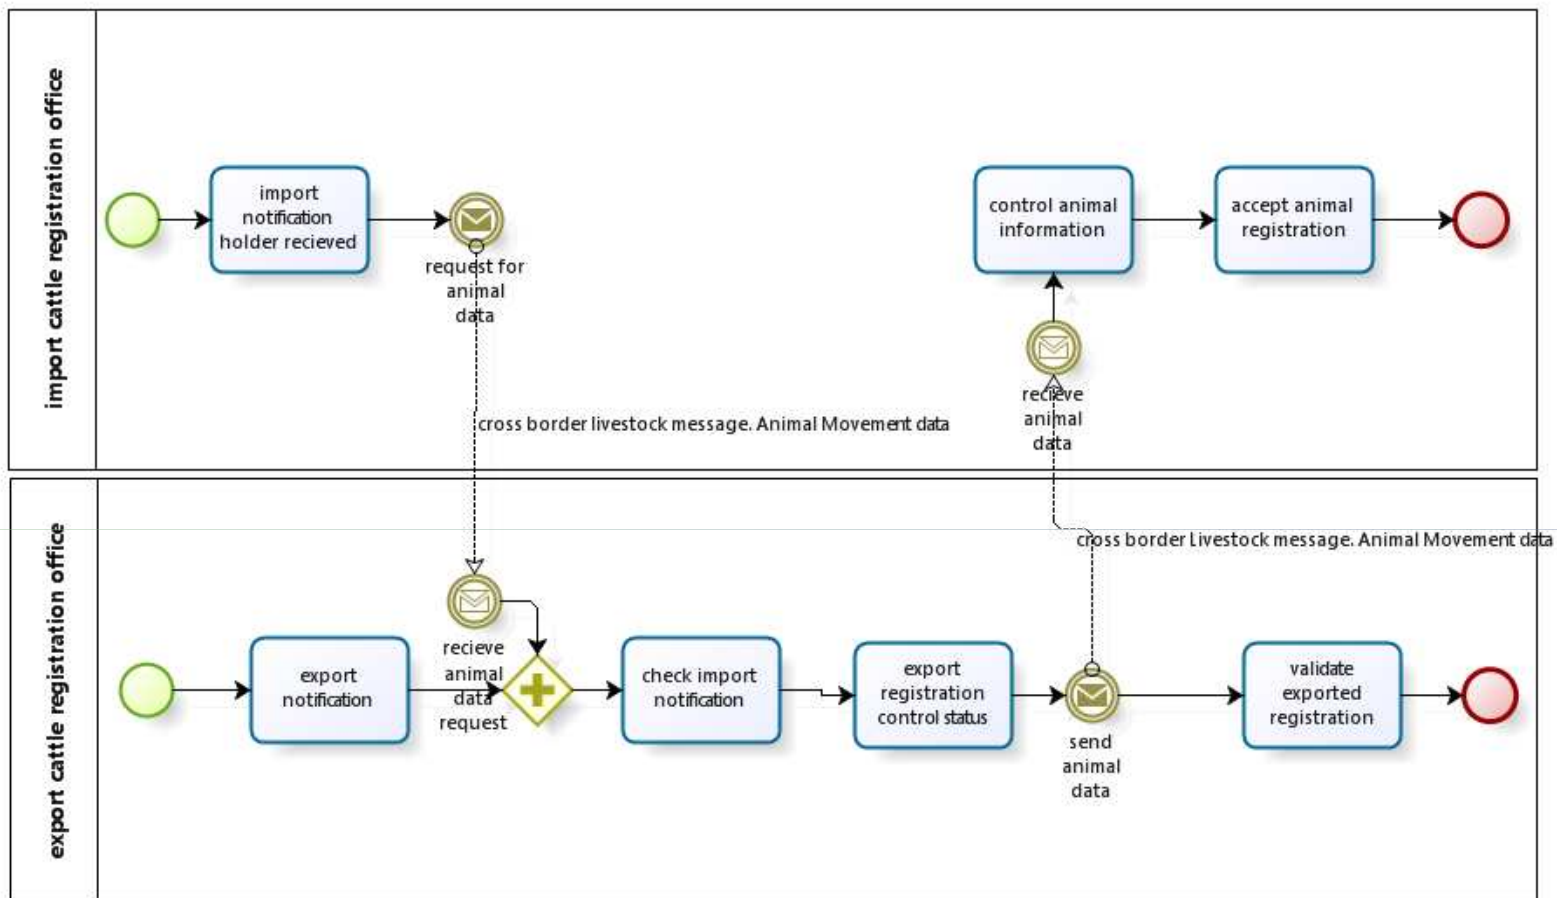 import cattle registration office
import
notification
holder recieved
request for
animal
data
control animal
information
accept animal
registration
recieve
animal
data
cross border livestock message. Animal Movement data
export cattle registration office
cross border Livestock message. Animal Movement data
export
notification
recieve
animal
data
request
check import
notification
export
registration
control status
send
animal
data
validate
exported
registration